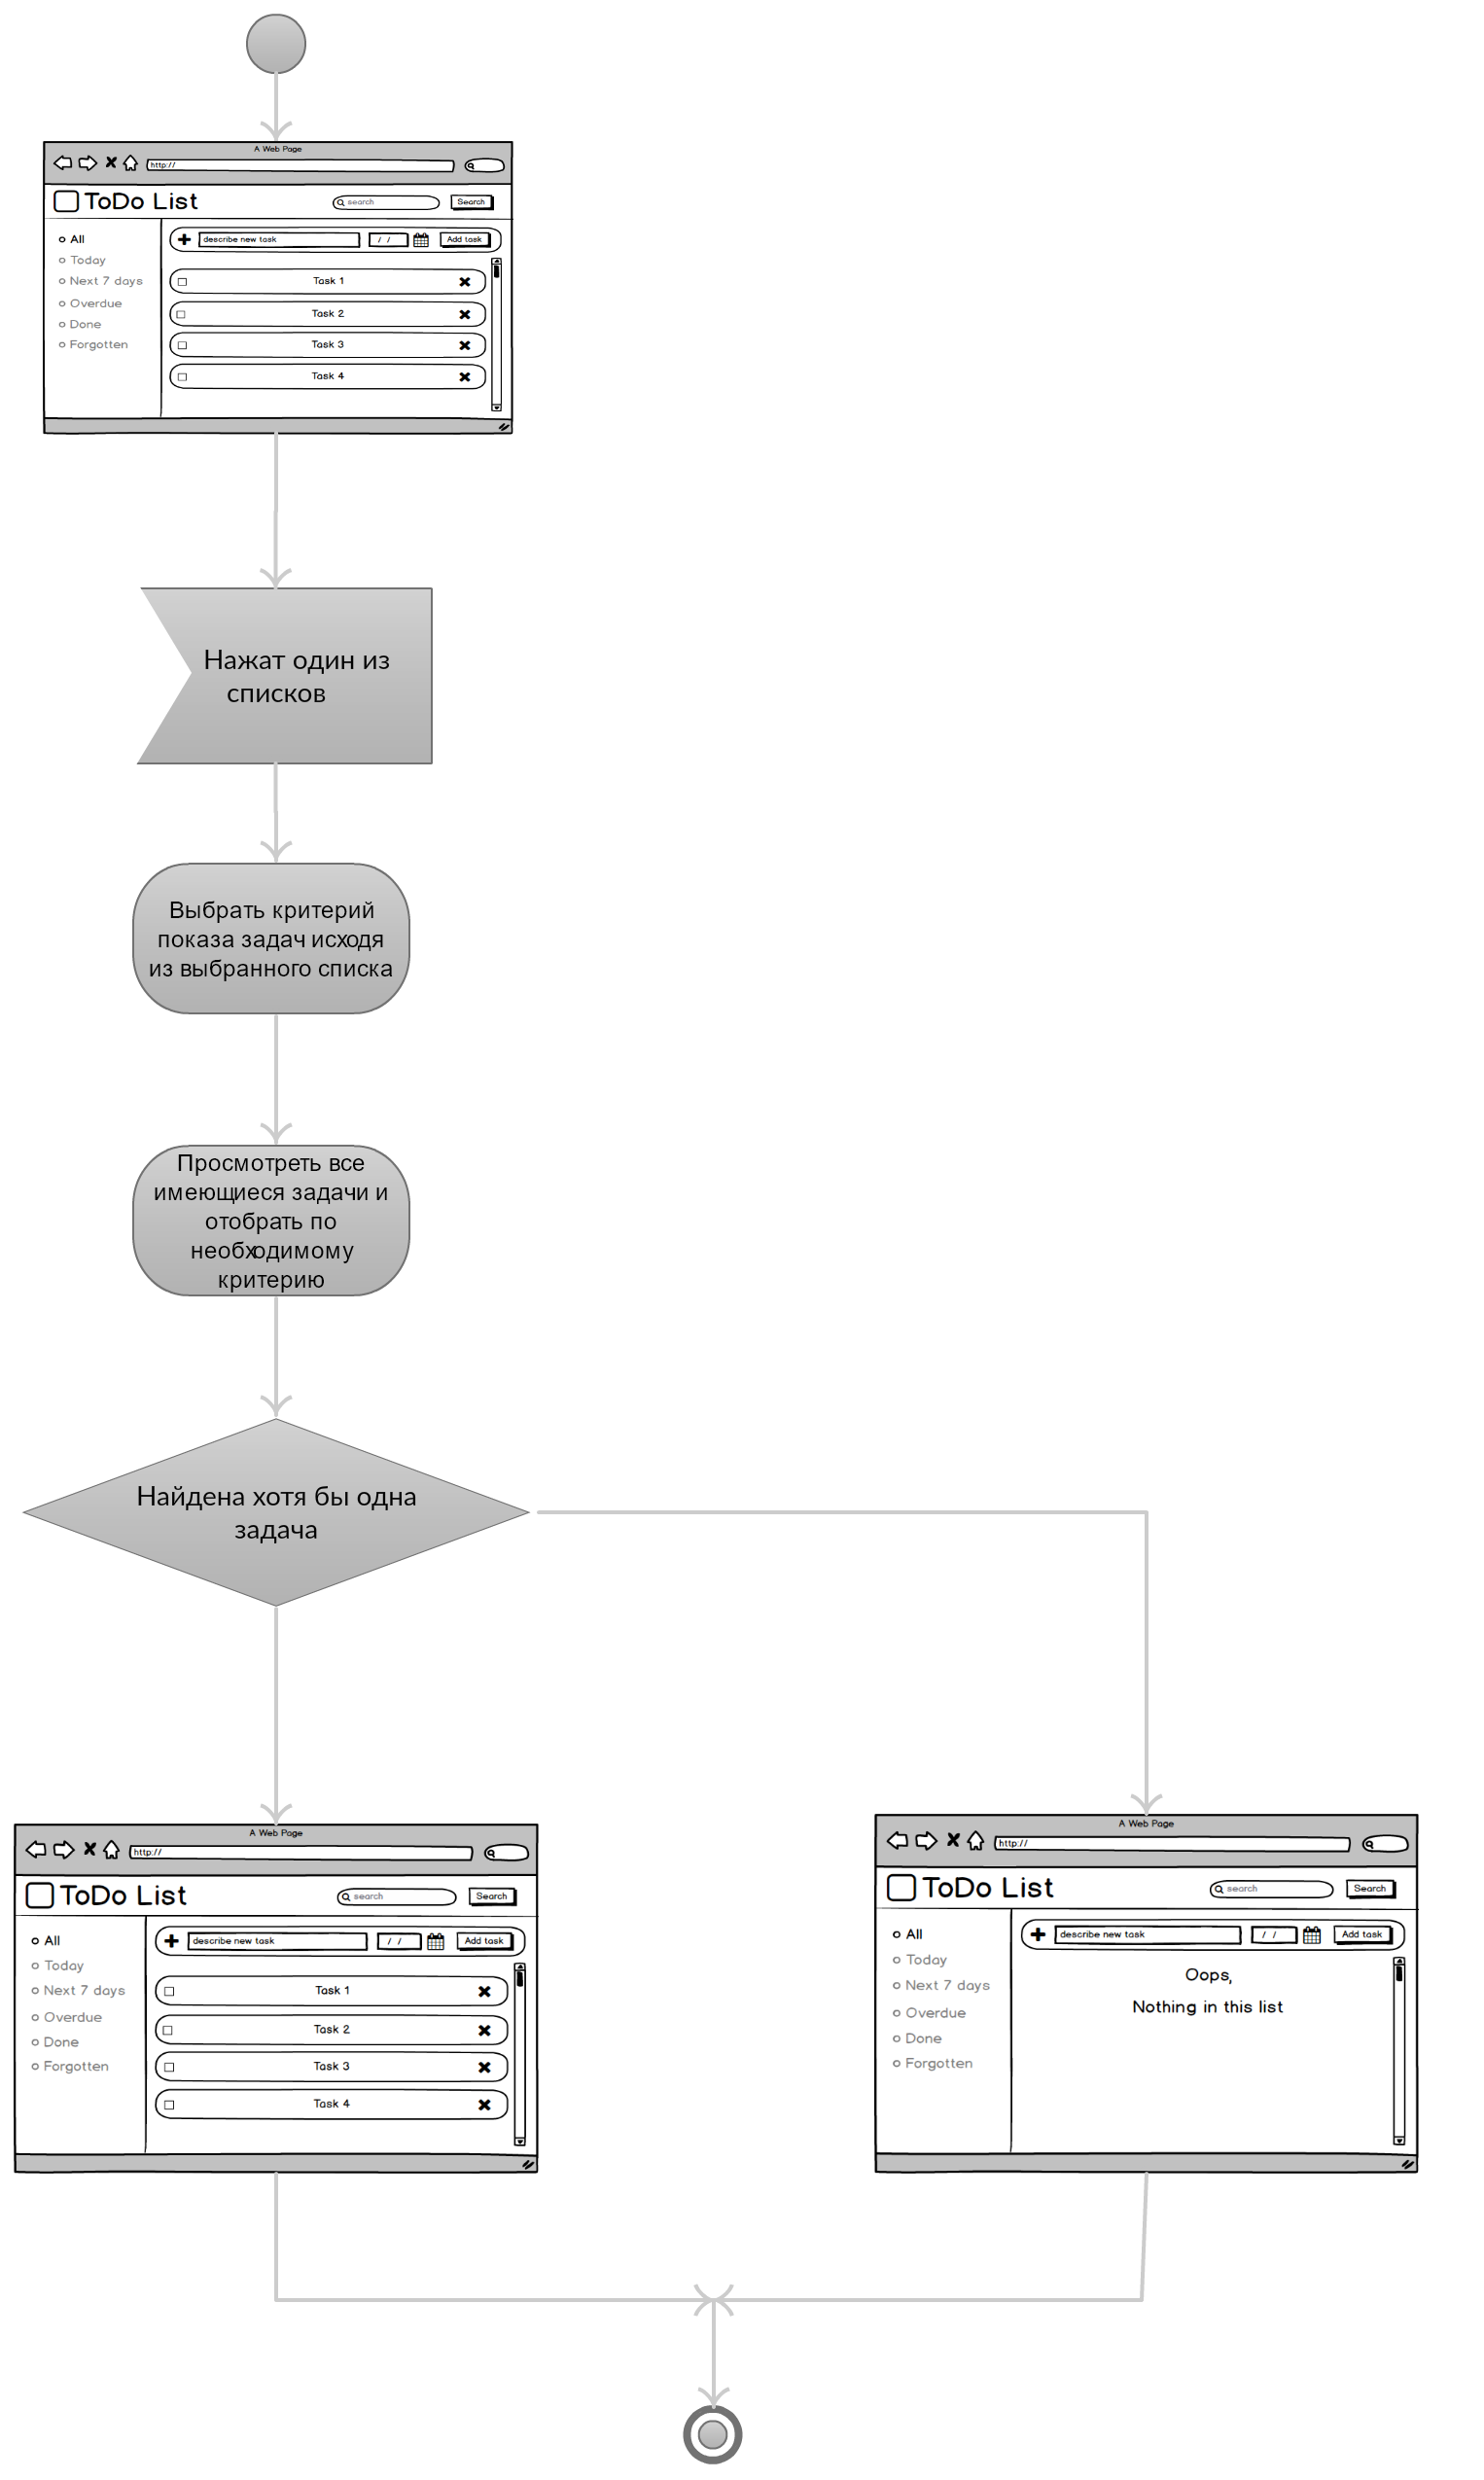 A Web Page
http://
ToDo List
search
Search
All
Today
Next 7 days
Overdue
Done
Forgotten
describe new task
/ /
Add task
Task 1
Task 2
Task 3
Task 4
Нажат один из
списков
Выбрать критерий
показа задач исходя
из выбранного списка
Просмотреть все
имеющиеся задачи и
отобрать по
необходимому
критерию
Найдена хотя бы одна
задача
A Web Page
http://
ToDo List
search
Search
All
Today
Next 7 days
Overdue
Done
Forgotten
describe new task
/ /
Add task
Task 1
Task 2
Task 3
Task 4
A Web Page
http://
ToDo List
search
Search
All
Today
Next 7 days
Overdue
Done
Forgotten
describe new task
/ /
Add task
Oops,
Nothing in this list